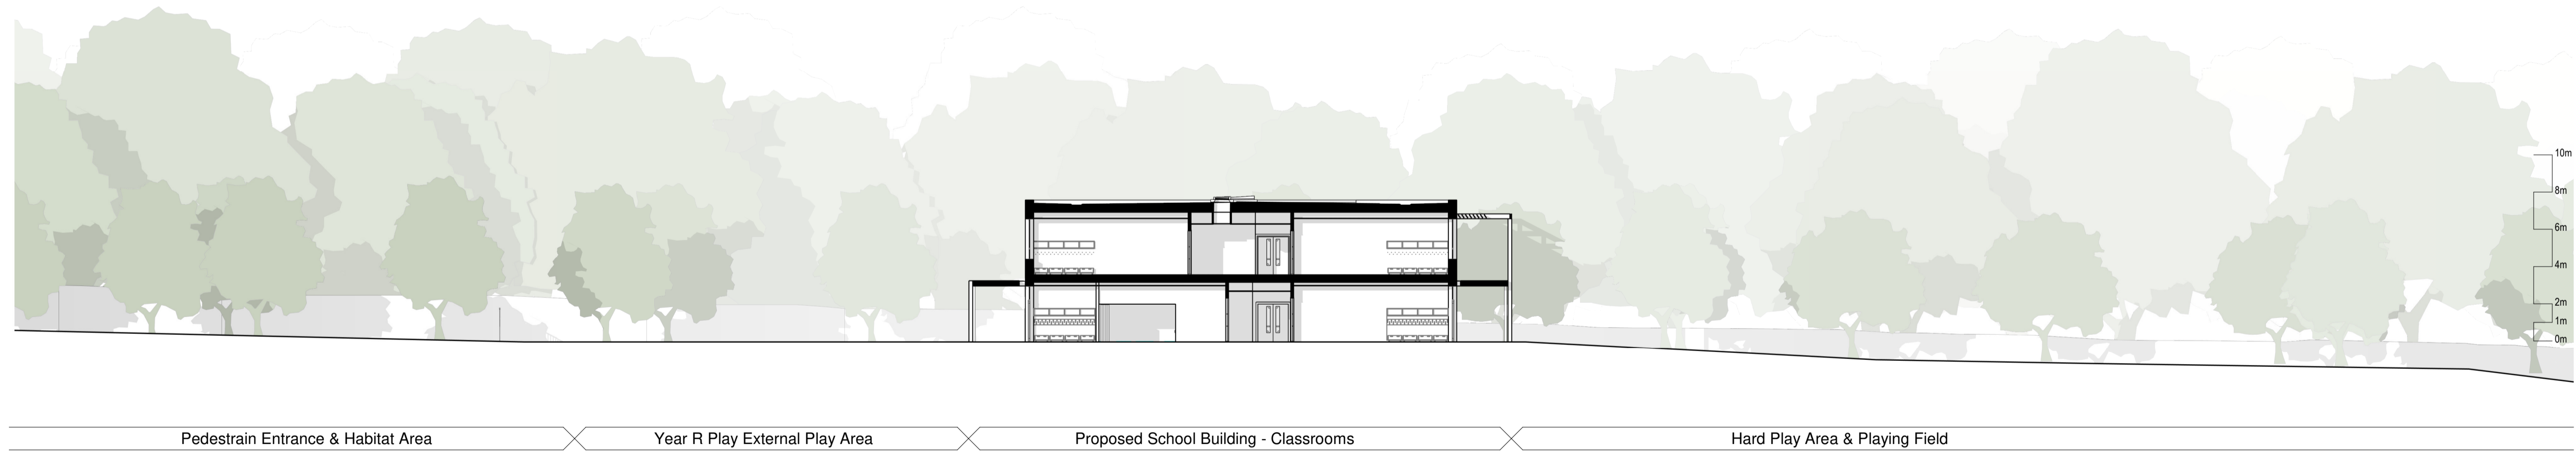 10m
8m
6m
4m
2m
1m
0m
Pedestrain Entrance & Habitat Area
Year R Play External Play Area
Proposed School Building - Classrooms
Hard Play Area & Playing Field